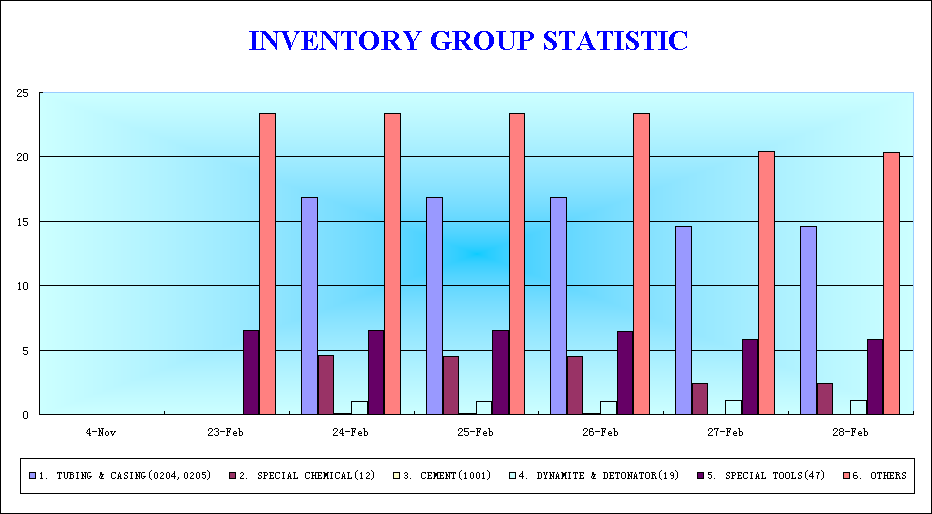 INVENTORY GROUP STATISTIC
25
20
15
10
5
0
4-Nov 23-Feb 24-Feb 25-Feb 26-Feb 27-Feb 28-Feb
1. TUBING & CASING(0204,0205) 2. SPECIAL CHEMICAL(12) 3. CEMENT(1001) 4. DYNAMITE & DETONATOR(19) 5. SPECIAL TOOLS(47) 6. OTHERS